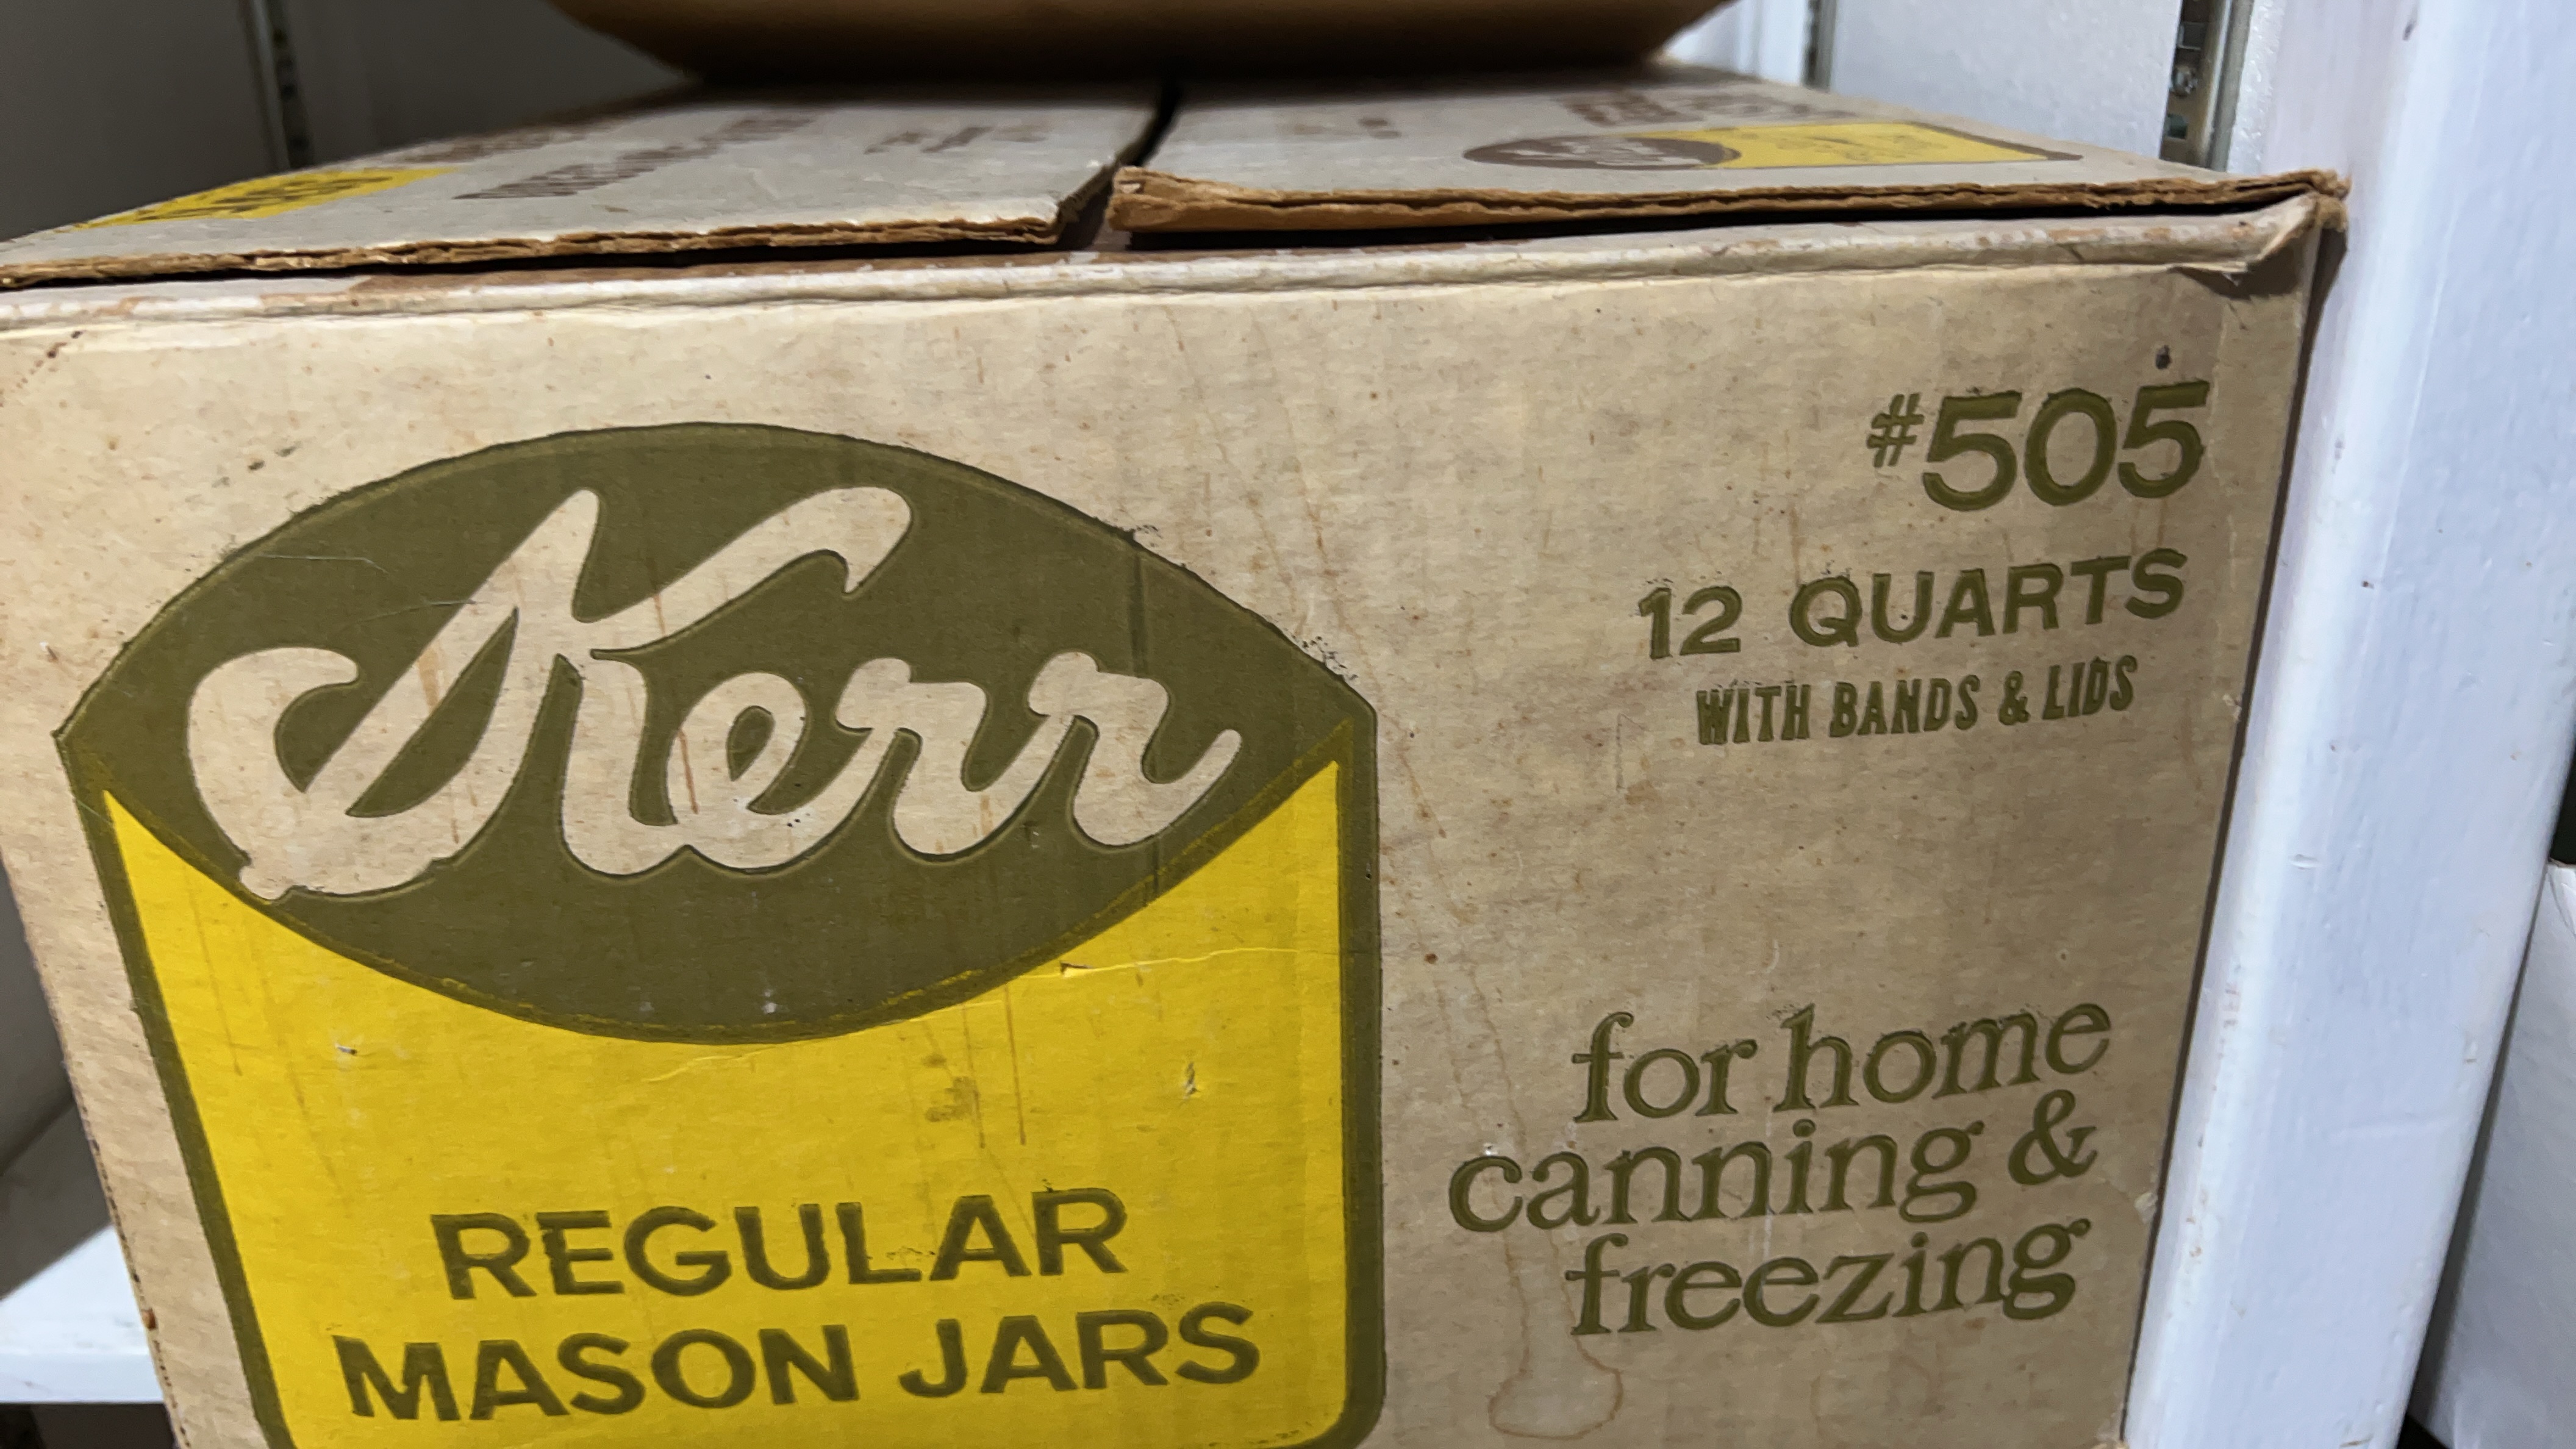 Kerr
REGULAR
MASON JARS
#505
12 QUARTS
WITH BANDS & LIDS
for home
canning &
freezing